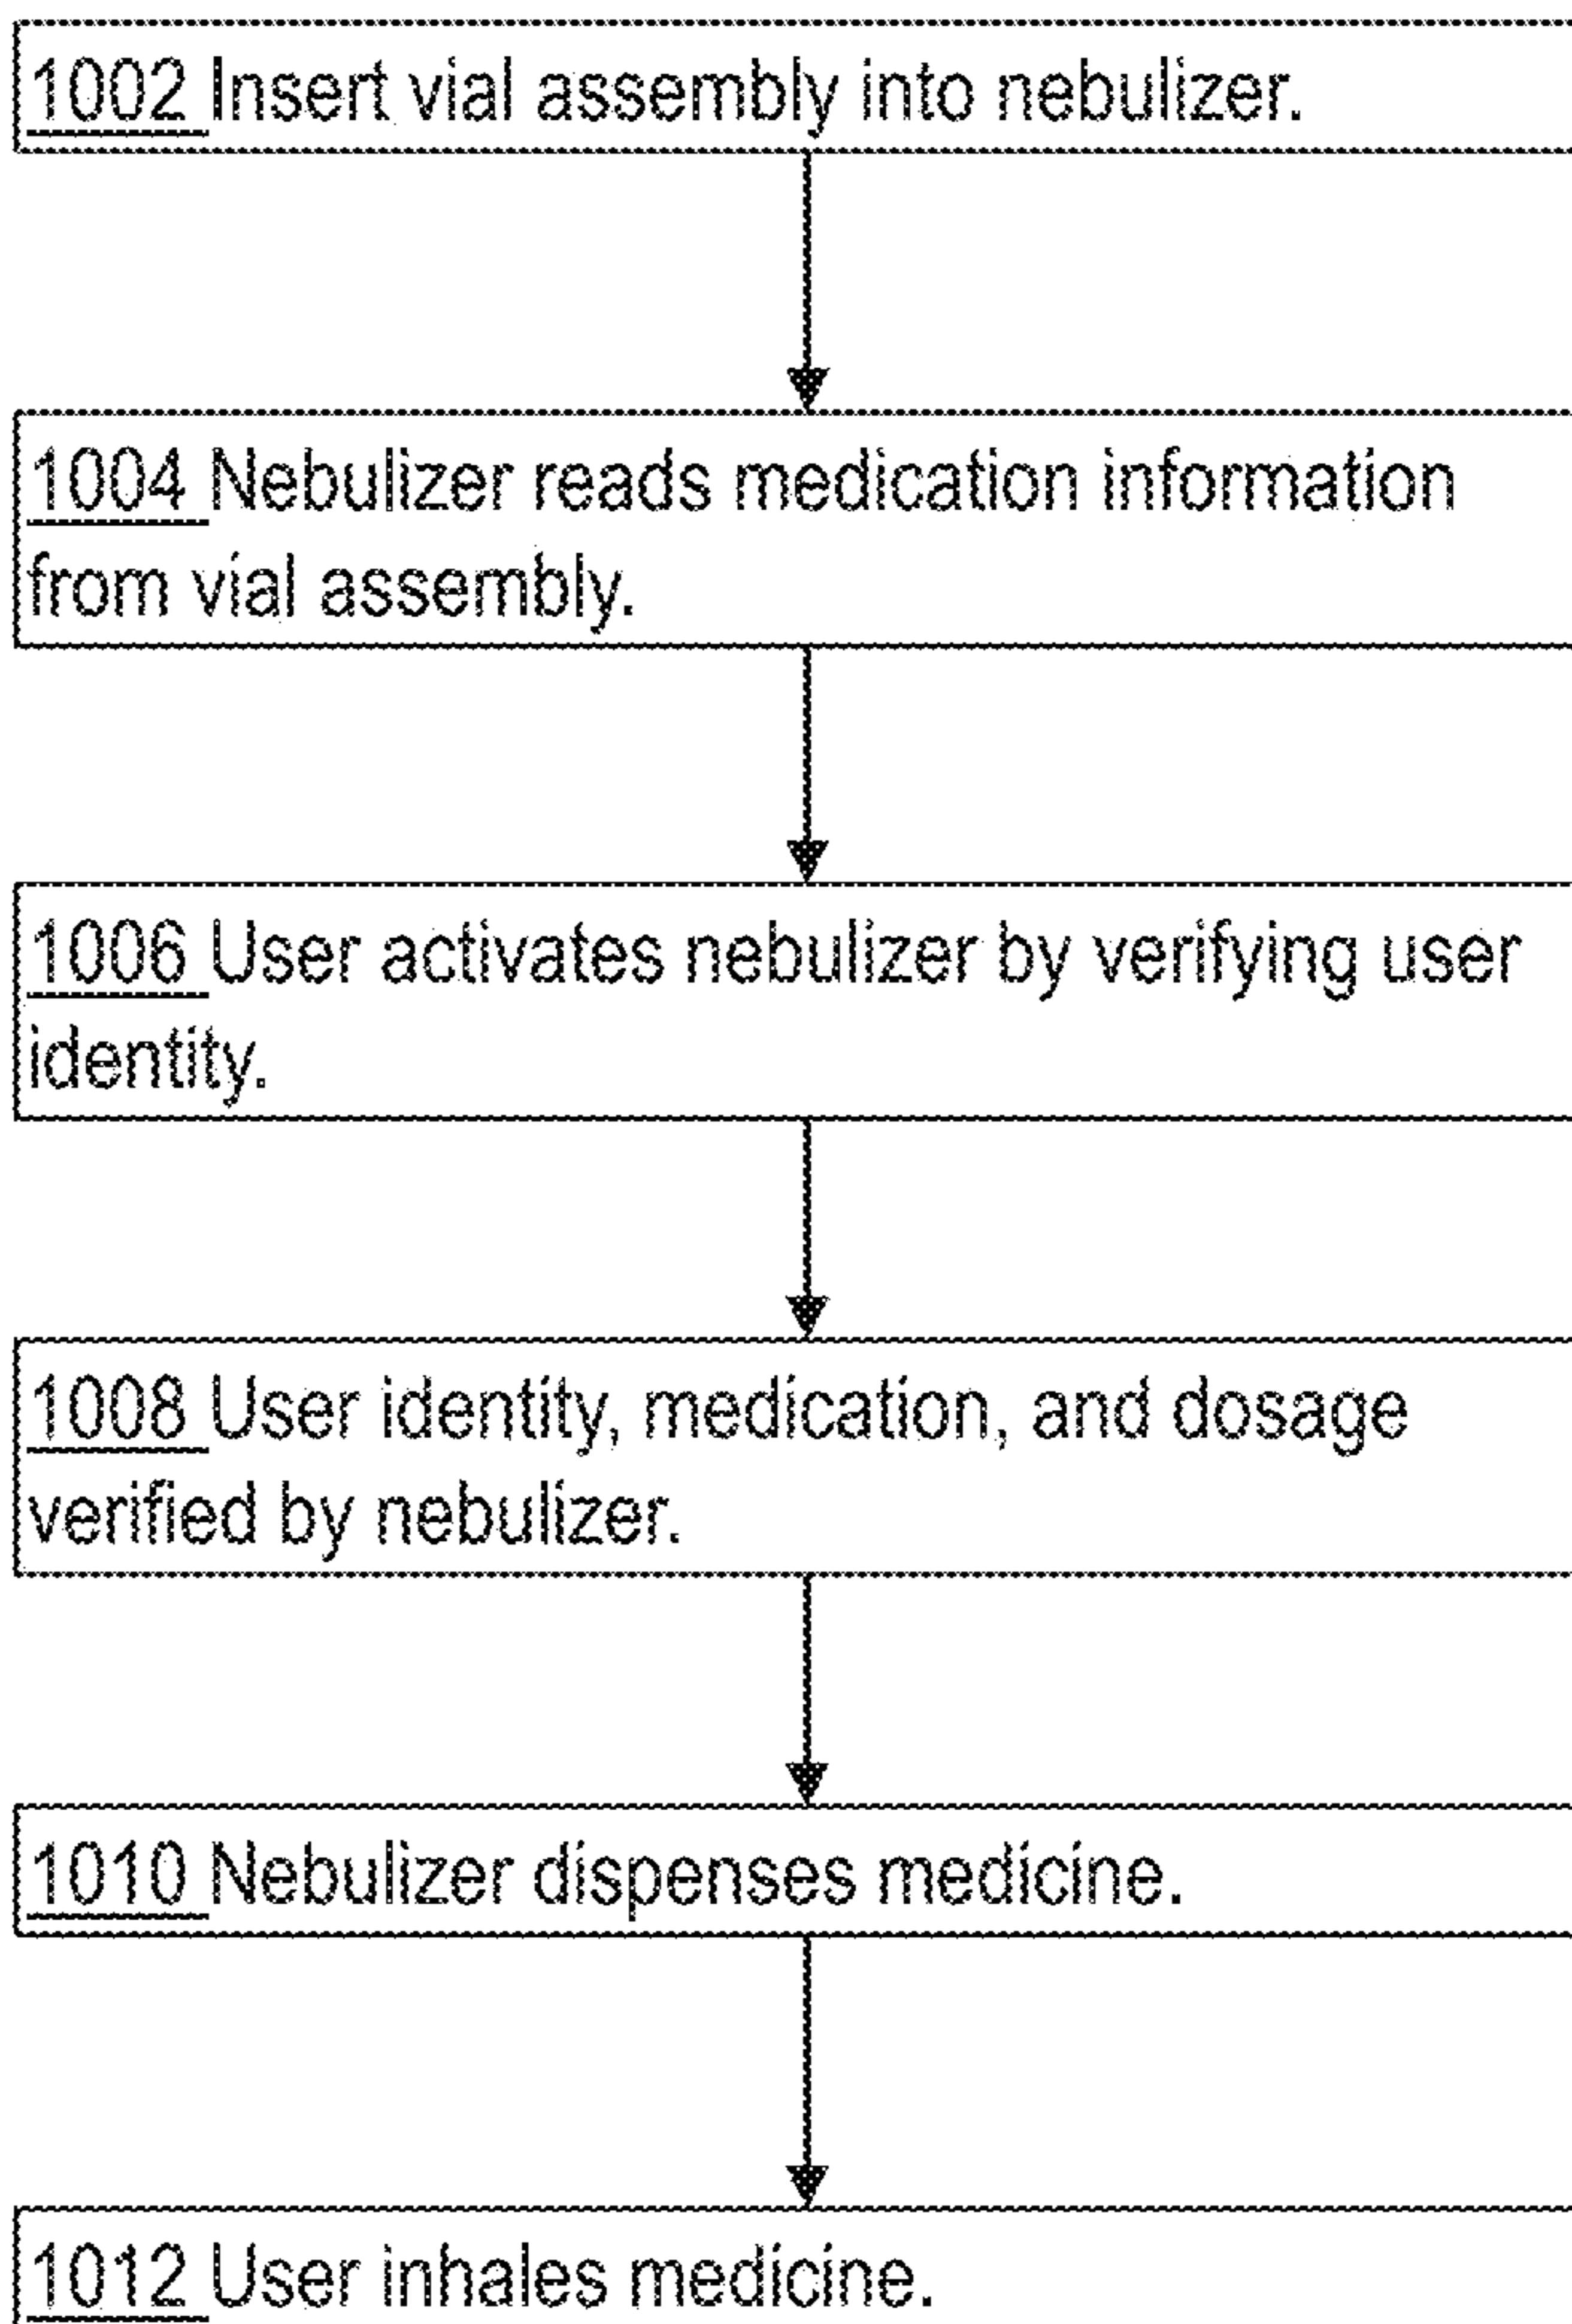 1002 Insert vial assembly into nebulizer.
1004 Nebulizer reads medication information
from vial assembly.
1006 User activates nebulizer by verifying user
identity.
1008 User identity, medication, and dosage
verified by nebulizer.
1010 Nebulizer dispenses medicine.
1012 User inhales medicine.